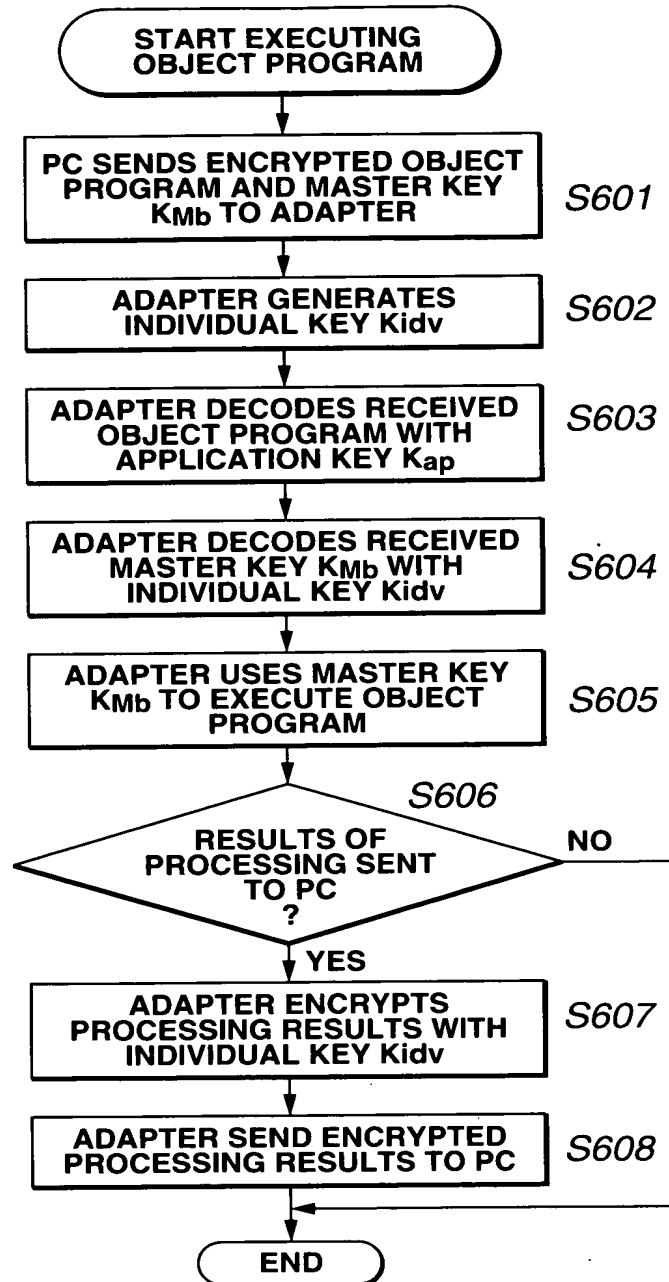 START EXECUTING
OBJECT PROGRAM
PC SENDS ENCRYPTED OBJECT
PROGRAM AND MASTER KEY
KMb TO ADAPTER
S601
ADAPTER GENERATES
INDIVIDUAL KEY Kidv
S602
ADAPTER DECODES RECEIVED
OBJECT PROGRAM WITH
APPLICATION KEY Kap
S603
ADAPTER DECODES RECEIVED
MASTER KEY KMb WITH
INDIVIDUAL KEY Kidv
S604
ADAPTER USES MASTER KEY
KMb TO EXECUTE OBJECT
PROGRAM
S605
S606
RESULTS OF
PROCESSING SENT
TO PC
?
NO
YES
ADAPTER ENCRYPTS
PROCESSING RESULTS WITH
INDIVIDUAL KEY Kidv
S607
ADAPTER SEND ENCRYPTED
PROCESSING RESULTS TO PC
S608
END